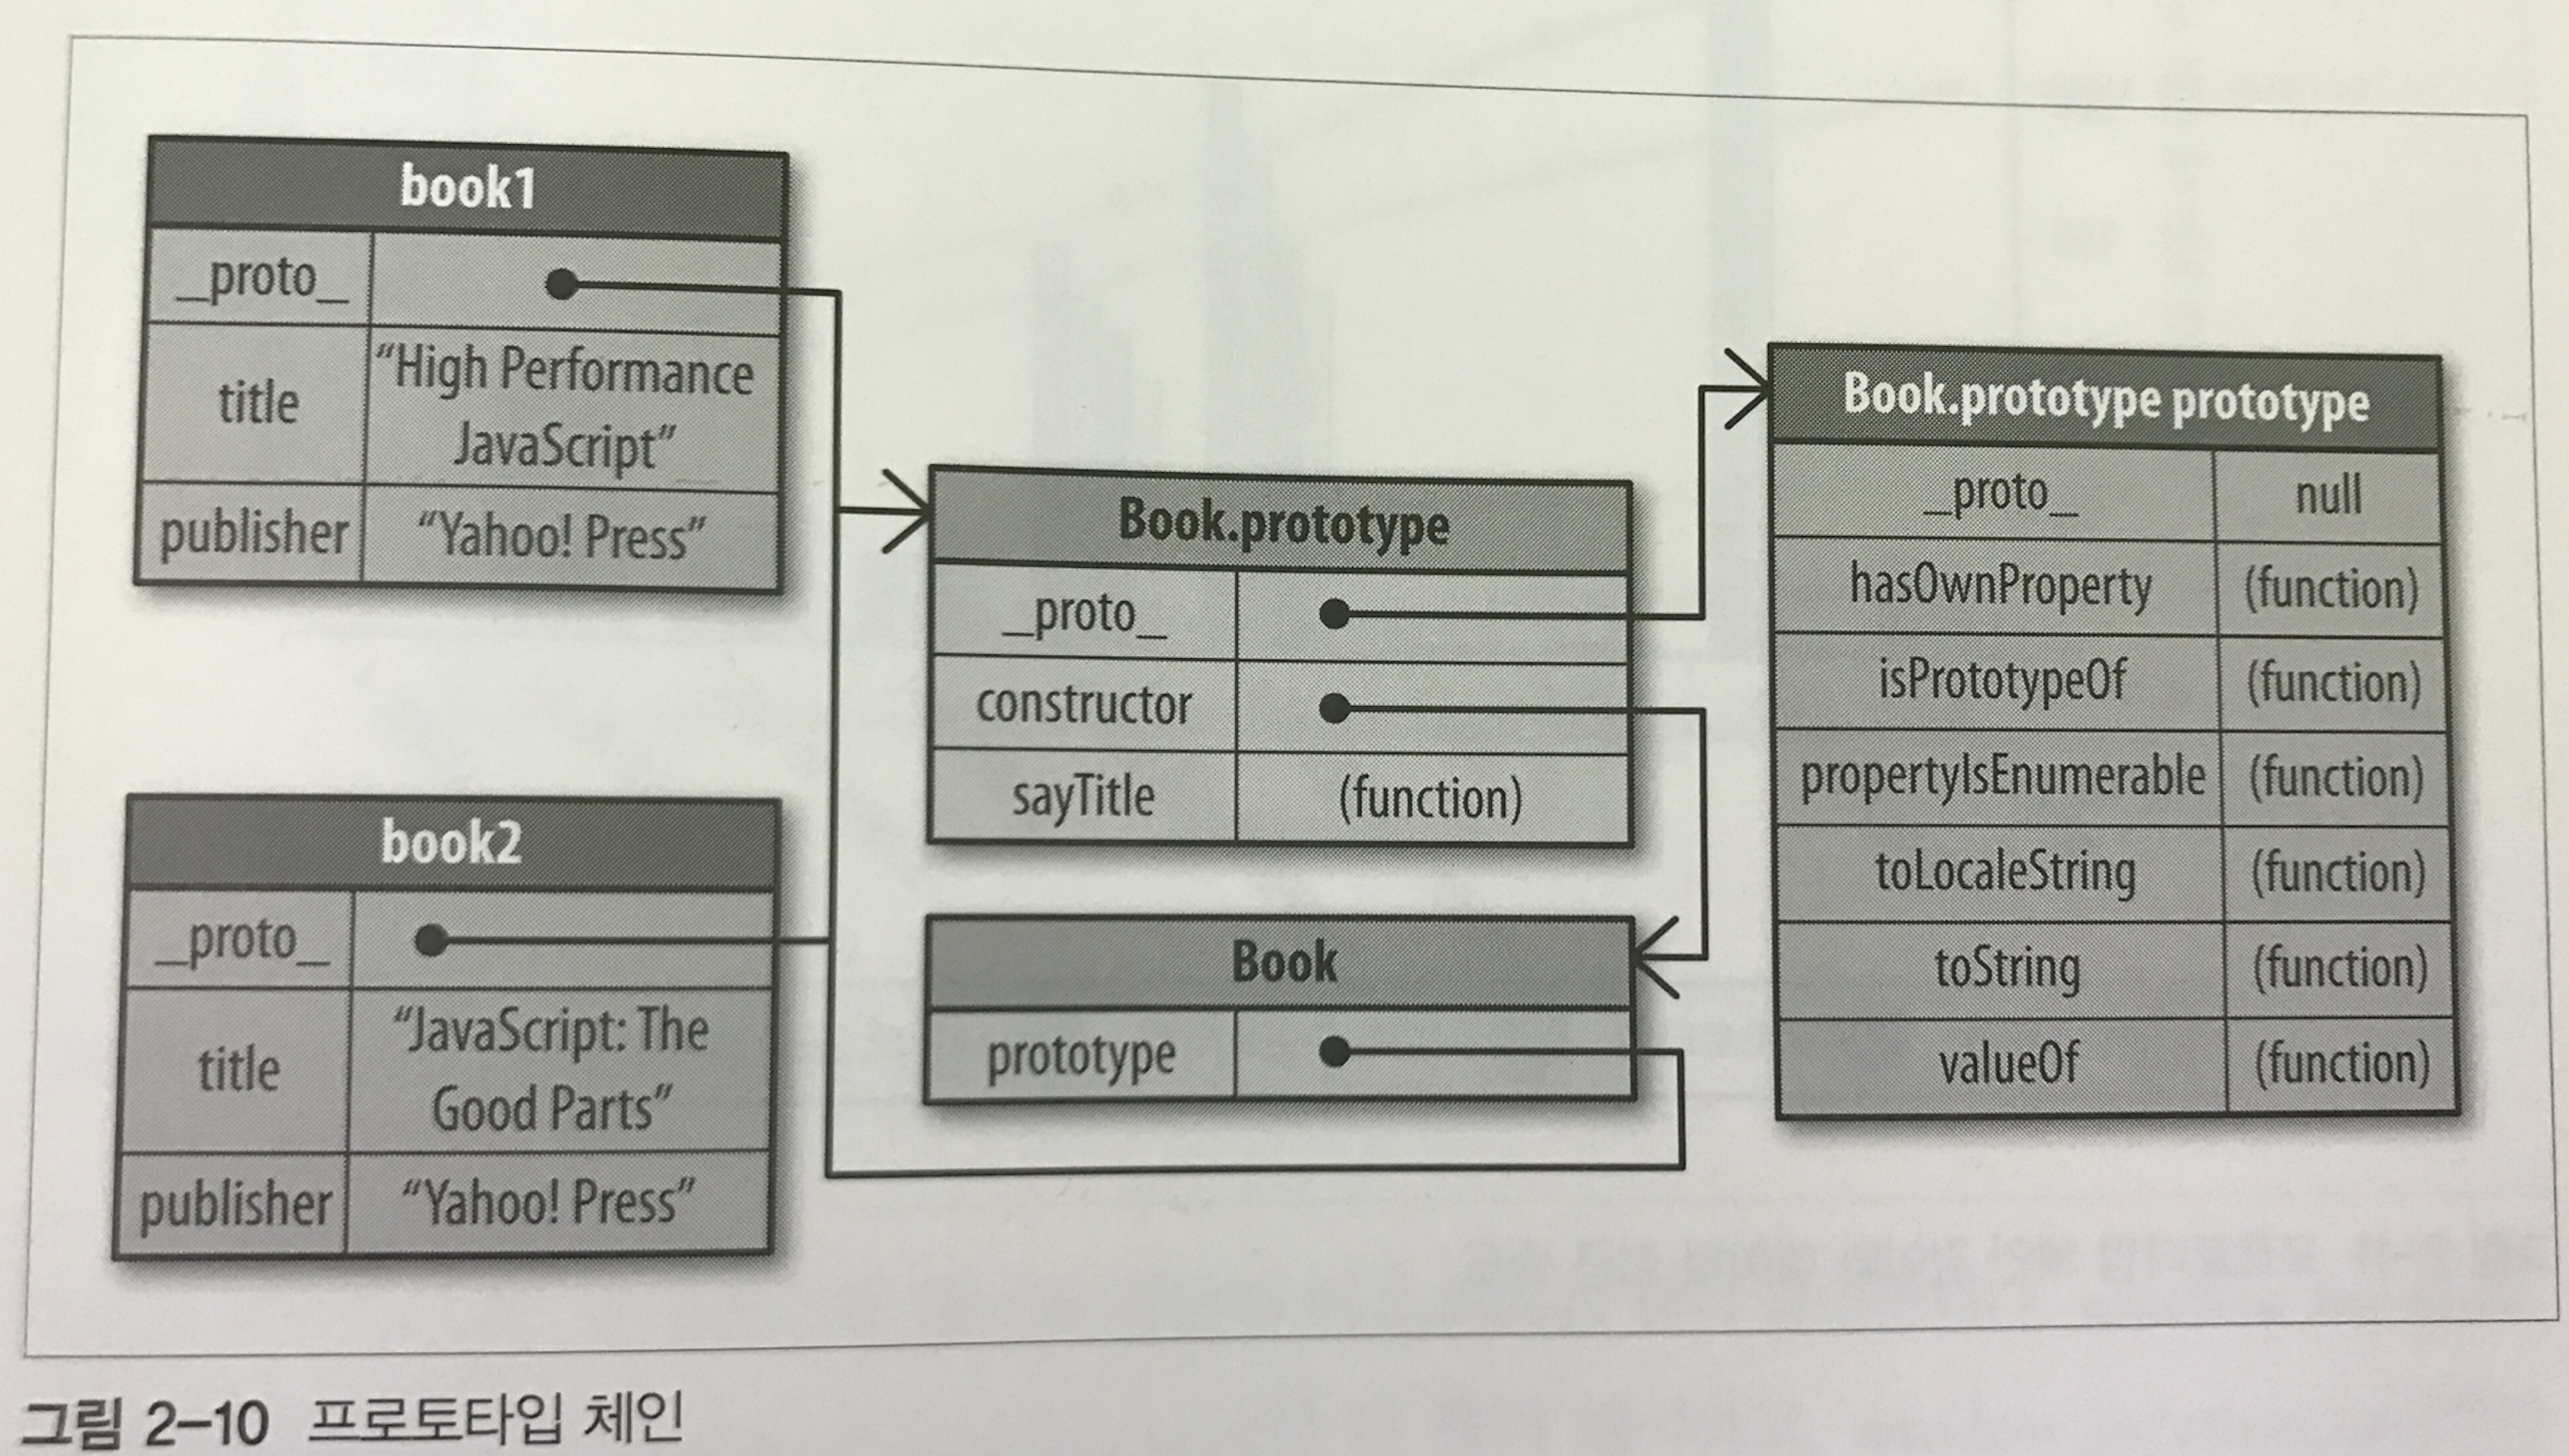 book1
_proto_
title
“High Performance
JavaScript”
publisher
“Yahoo! Press”
book2
_proto_
title
“JavaScript: The
Good Parts”
publisher
“Yahoo! Press”
Book.prototype
_proto_
constructor
sayTitle
(function)
Book
prototype
Book.prototype prototype
_proto_ null
hasOwnProperty (function)
isPrototypeOf (function)
propertyIsEnumerable (function)
toLocaleString (function)
toString (function)
valueOf (function)
그림 2–10 프로토타입 체인